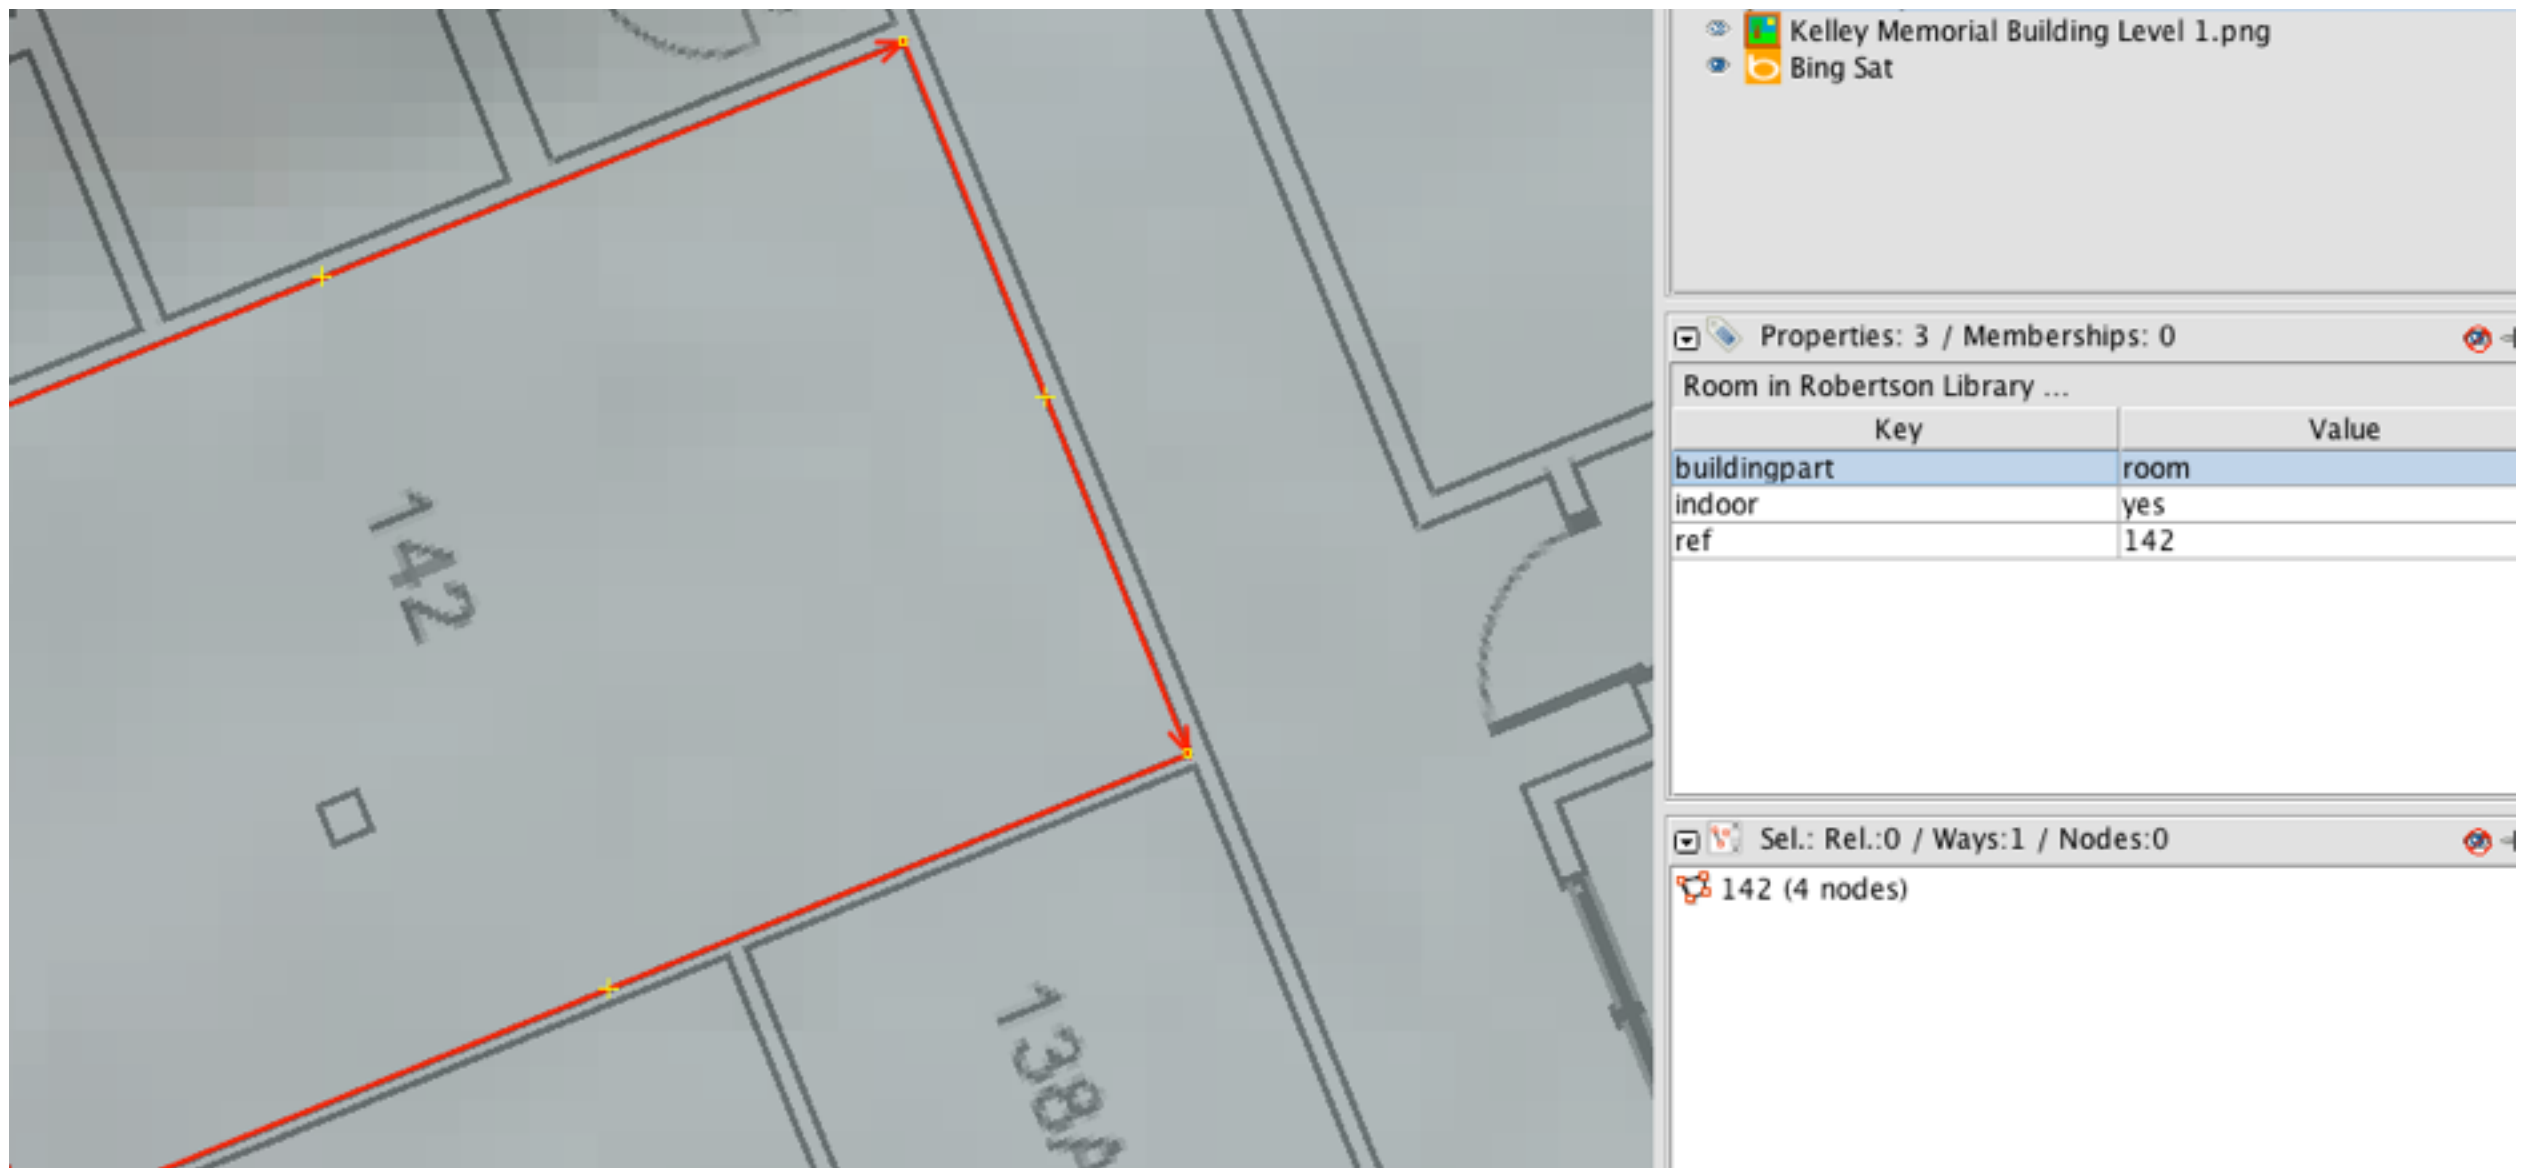 Kelley Memorial Building Level 1.png
Bing Sat
Properties: 3 / Memberships: 0
Room in Robertson Library ...
Key Value
buildingpart room
indoor yes
ref 142
Sel.: Rel.:0 / Ways:1 / Nodes:0
142 (4 nodes)
142
138A